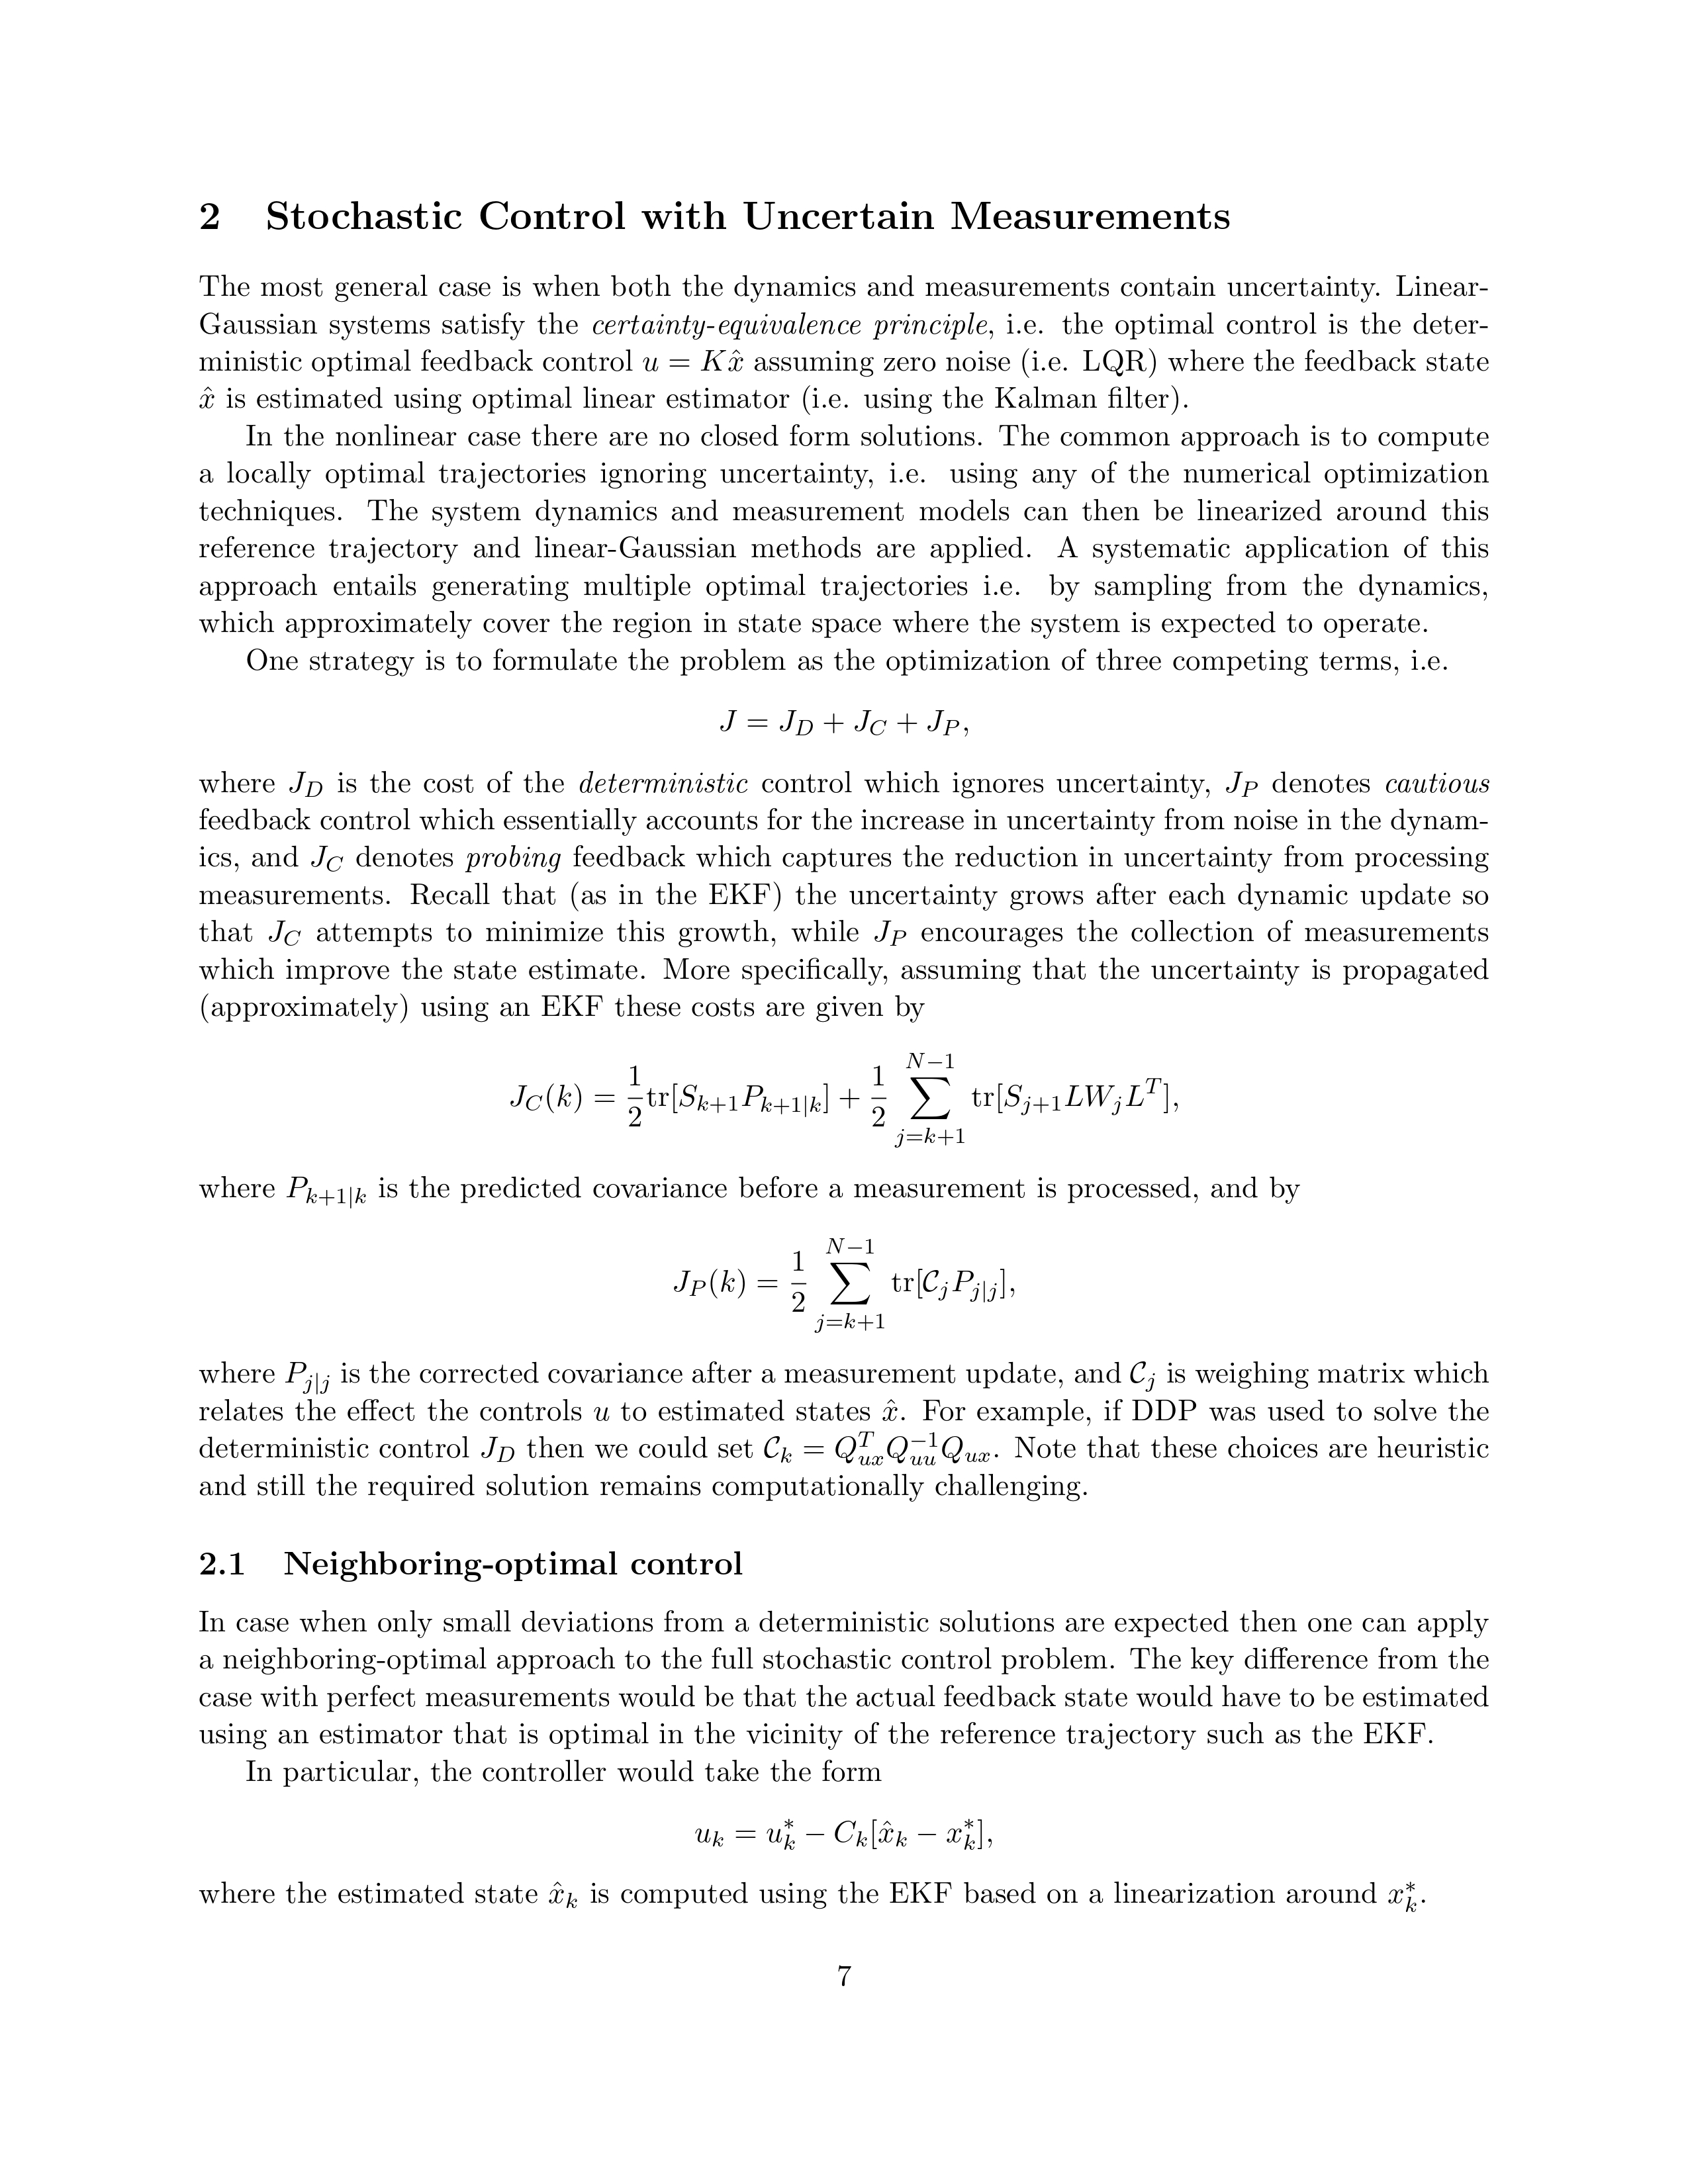 2 Stochastic Control with Uncertain Measurements
The most general case is when both the dynamics and measurements contain uncertainty. Linear-
Gaussian systems satisfy the certainty-equivalence principle, i.e. the optimal control is the deter-
ministic optimal feedback control u = Kx̂ assuming zero noise (i.e. LQR) where the feedback state
x̂ is estimated using optimal linear estimator (i.e. using the Kalman filter).
In the nonlinear case there are no closed form solutions. The common approach is to compute
a locally optimal trajectories ignoring uncertainty, i.e. using any of the numerical optimization
techniques. The system dynamics and measurement models can then be linearized around this
reference trajectory and linear-Gaussian methods are applied. A systematic application of this
approach entails generating multiple optimal trajectories i.e. by sampling from the dynamics,
which approximately cover the region in state space where the system is expected to operate.
One strategy is to formulate the problem as the optimization of three competing terms, i.e.
J = J_D + J_C + J_P,
where J_D is the cost of the deterministic control which ignores uncertainty, J_P denotes cautious
feedback control which essentially accounts for the increase in uncertainty from noise in the dynam-
ics, and J_C denotes probing feedback which captures the reduction in uncertainty from processing
measurements. Recall that (as in the EKF) the uncertainty grows after each dynamic update so
that J_C attempts to minimize this growth, while J_P encourages the collection of measurements
which improve the state estimate. More specifically, assuming that the uncertainty is propagated
(approximately) using an EKF these costs are given by
J_C(k) = \frac{1}{2}tr[S_{k+1}P_{k+1|k}] + \frac{1}{2} \sum_{j=k+1}^{N-1} tr[S_{j+1}LW_jL^T],
where P_{k+1|k} is the predicted covariance before a measurement is processed, and by
J_P(k) = \frac{1}{2} \sum_{j=k+1}^{N-1} tr[\mathcal{C}_jP_{j|j}],
where P_{j|j} is the corrected covariance after a measurement update, and \mathcal{C}_j is weighing matrix which
relates the effect the controls u to estimated states x̂. For example, if DDP was used to solve the
deterministic control J_D then we could set \mathcal{C}_k = Q_{ux}^TQ_{uu}^{-1}Q_{ux}. Note that these choices are heuristic
and still the required solution remains computationally challenging.
2.1 Neighboring-optimal control
In case when only small deviations from a deterministic solutions are expected then one can apply
a neighboring-optimal approach to the full stochastic control problem. The key difference from the
case with perfect measurements would be that the actual feedback state would have to be estimated
using an estimator that is optimal in the vicinity of the reference trajectory such as the EKF.
In particular, the controller would take the form
u_k = u_k^* − C_k[x̂_k − x_k^*],
where the estimated state x̂_k is computed using the EKF based on a linearization around x_k^*.
7